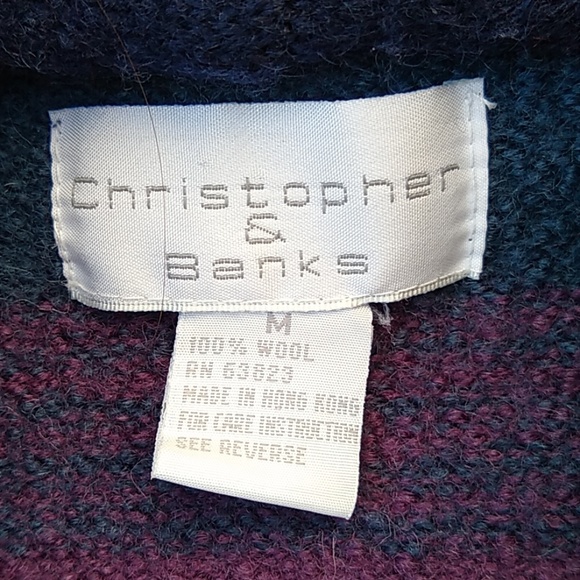 Christopher
&
Banks
M
100% WOOL
RN 63823
MADE IN HONG KONG
FOR CARE INSTRUCTION
SEE REVERSE